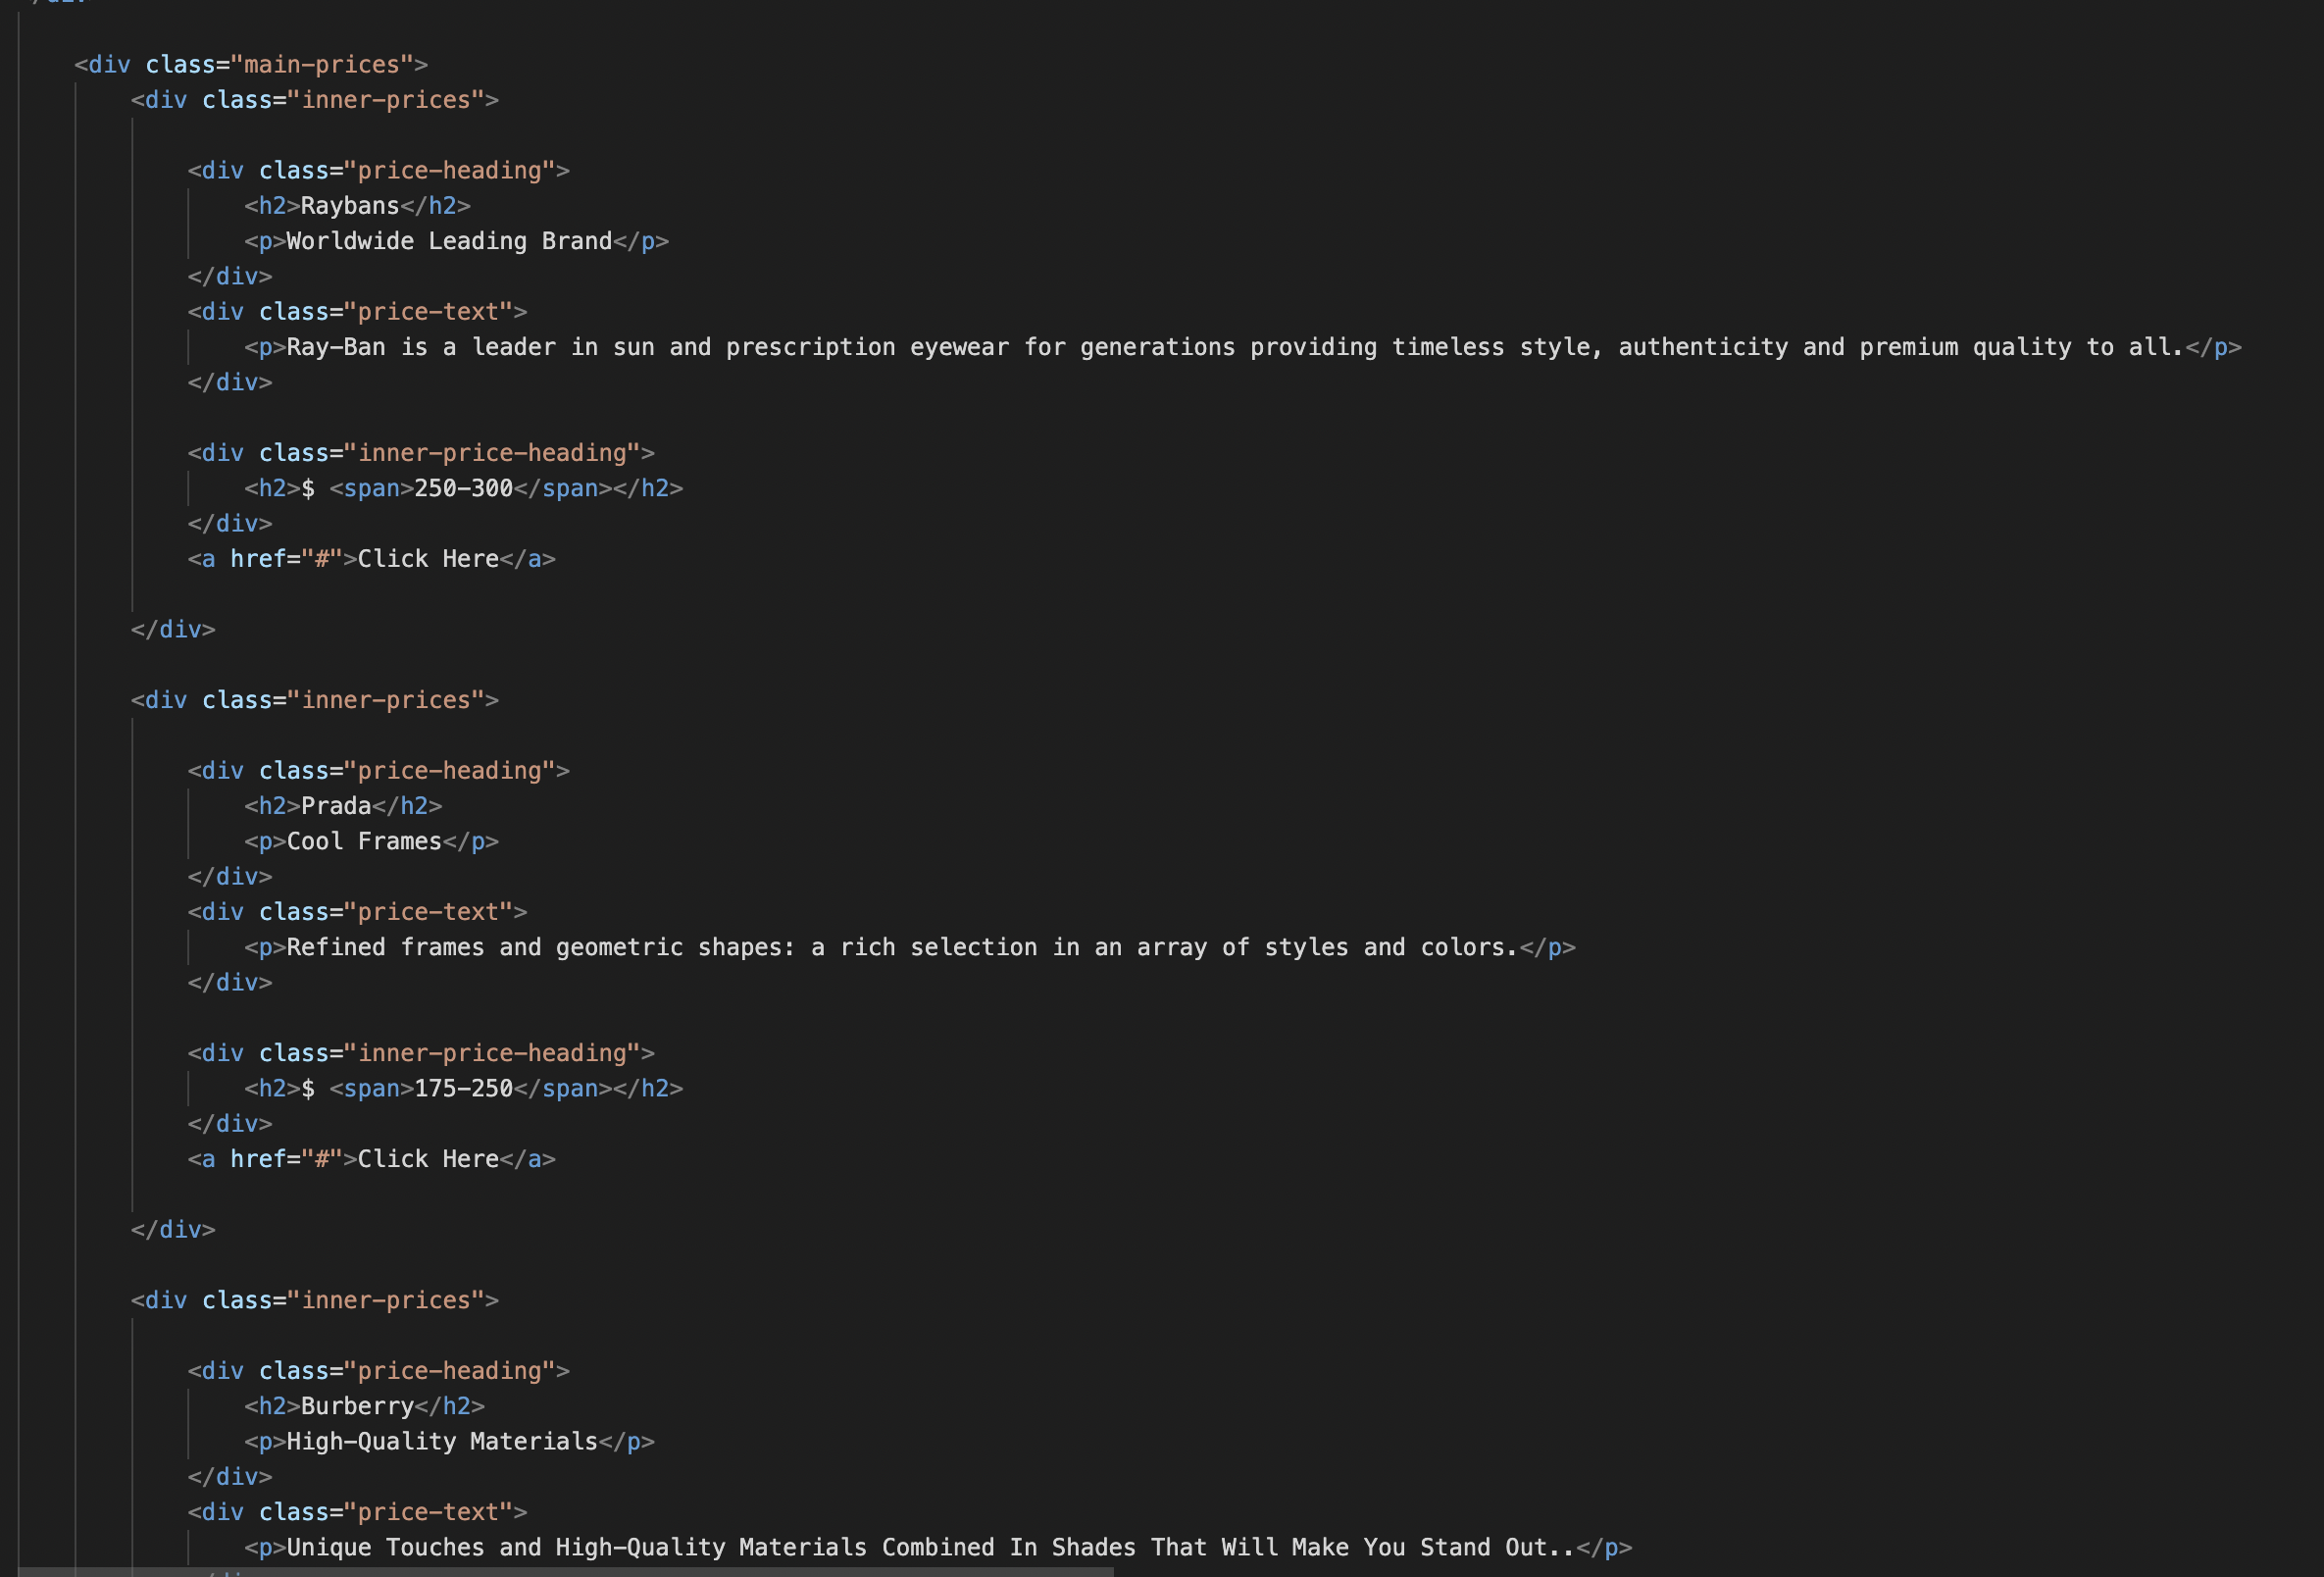 <div class="main-prices">
<div class="inner-prices">
<div class="price-heading">
<h2>Raybans</h2>
<p>Worldwide Leading Brand</p>
</div>
<div class="price-text">
<p>Ray-Ban is a leader in sun and prescription eyewear for generations providing timeless style, authenticity and premium quality to all.</p>
</div>
<div class="inner-price-heading">
<h2>$ <span>250-300</span></h2>
</div>
<a href="#">Click Here</a>
</div>
<div class="inner-prices">
<div class="price-heading">
<h2>Prada</h2>
<p>Cool Frames</p>
</div>
<div class="price-text">
<p>Refined frames and geometric shapes: a rich selection in an array of styles and colors.</p>
</div>
<div class="inner-price-heading">
<h2>$ <span>175-250</span></h2>
</div>
<a href="#">Click Here</a>
</div>
<div class="inner-prices">
<div class="price-heading">
<h2>Burberry</h2>
<p>High-Quality Materials</p>
</div>
<div class="price-text">
<p>Unique Touches and High-Quality Materials Combined In Shades That Will Make You Stand Out..</p>